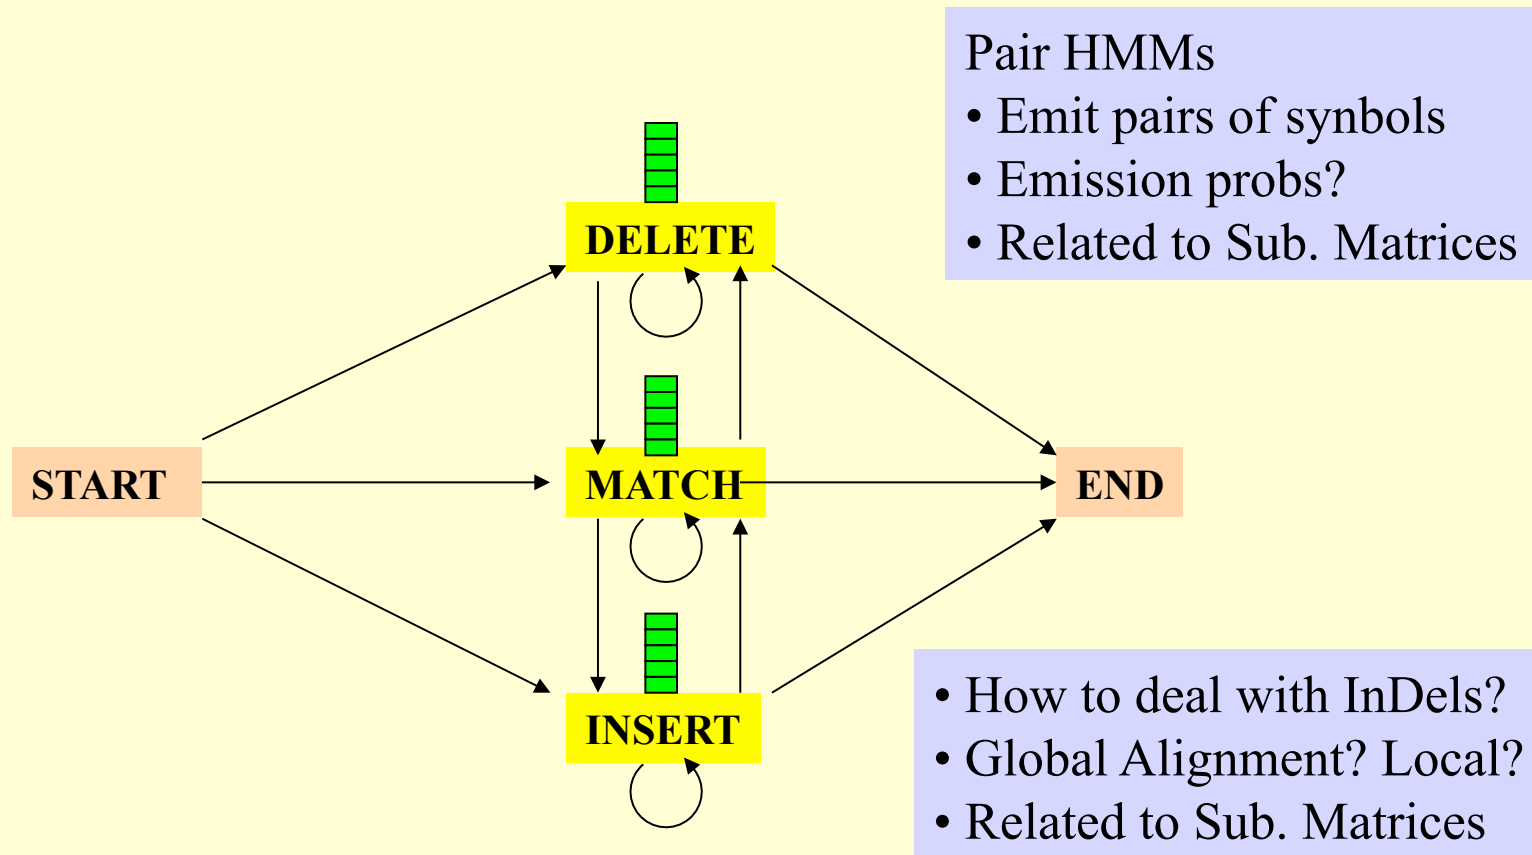 Pair HMMs
• Emit pairs of synbols
• Emission probs?
• Related to Sub. Matrices
DELETE
START
MATCH
END
INSERT
• How to deal with InDels?
• Global Alignment? Local?
• Related to Sub. Matrices